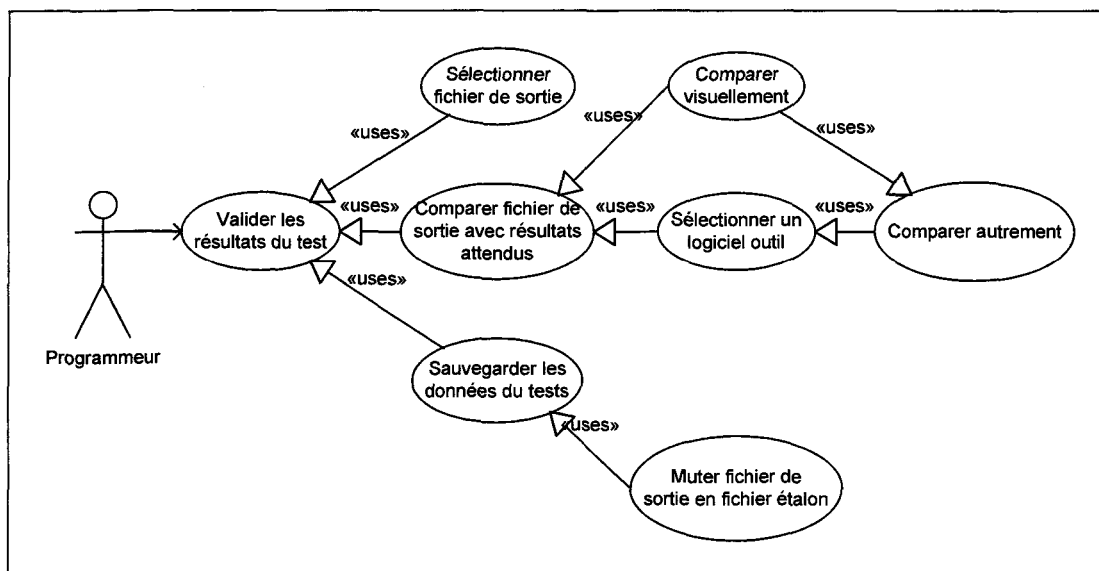 Sélectionner
fichier de sortie
Comparer
visuellement
«uses»
«uses»
«uses»
Valider les
résultats du test
«uses»
Comparer fichier de
sortie avec résultats
attendus
«uses»
Sélectionner un
logiciel outil
«uses»
Comparer autrement
«uses»
Programmeur
Sauvegarder les
données du tests
«uses»
Muter fichier de
sortie en fichier étalon